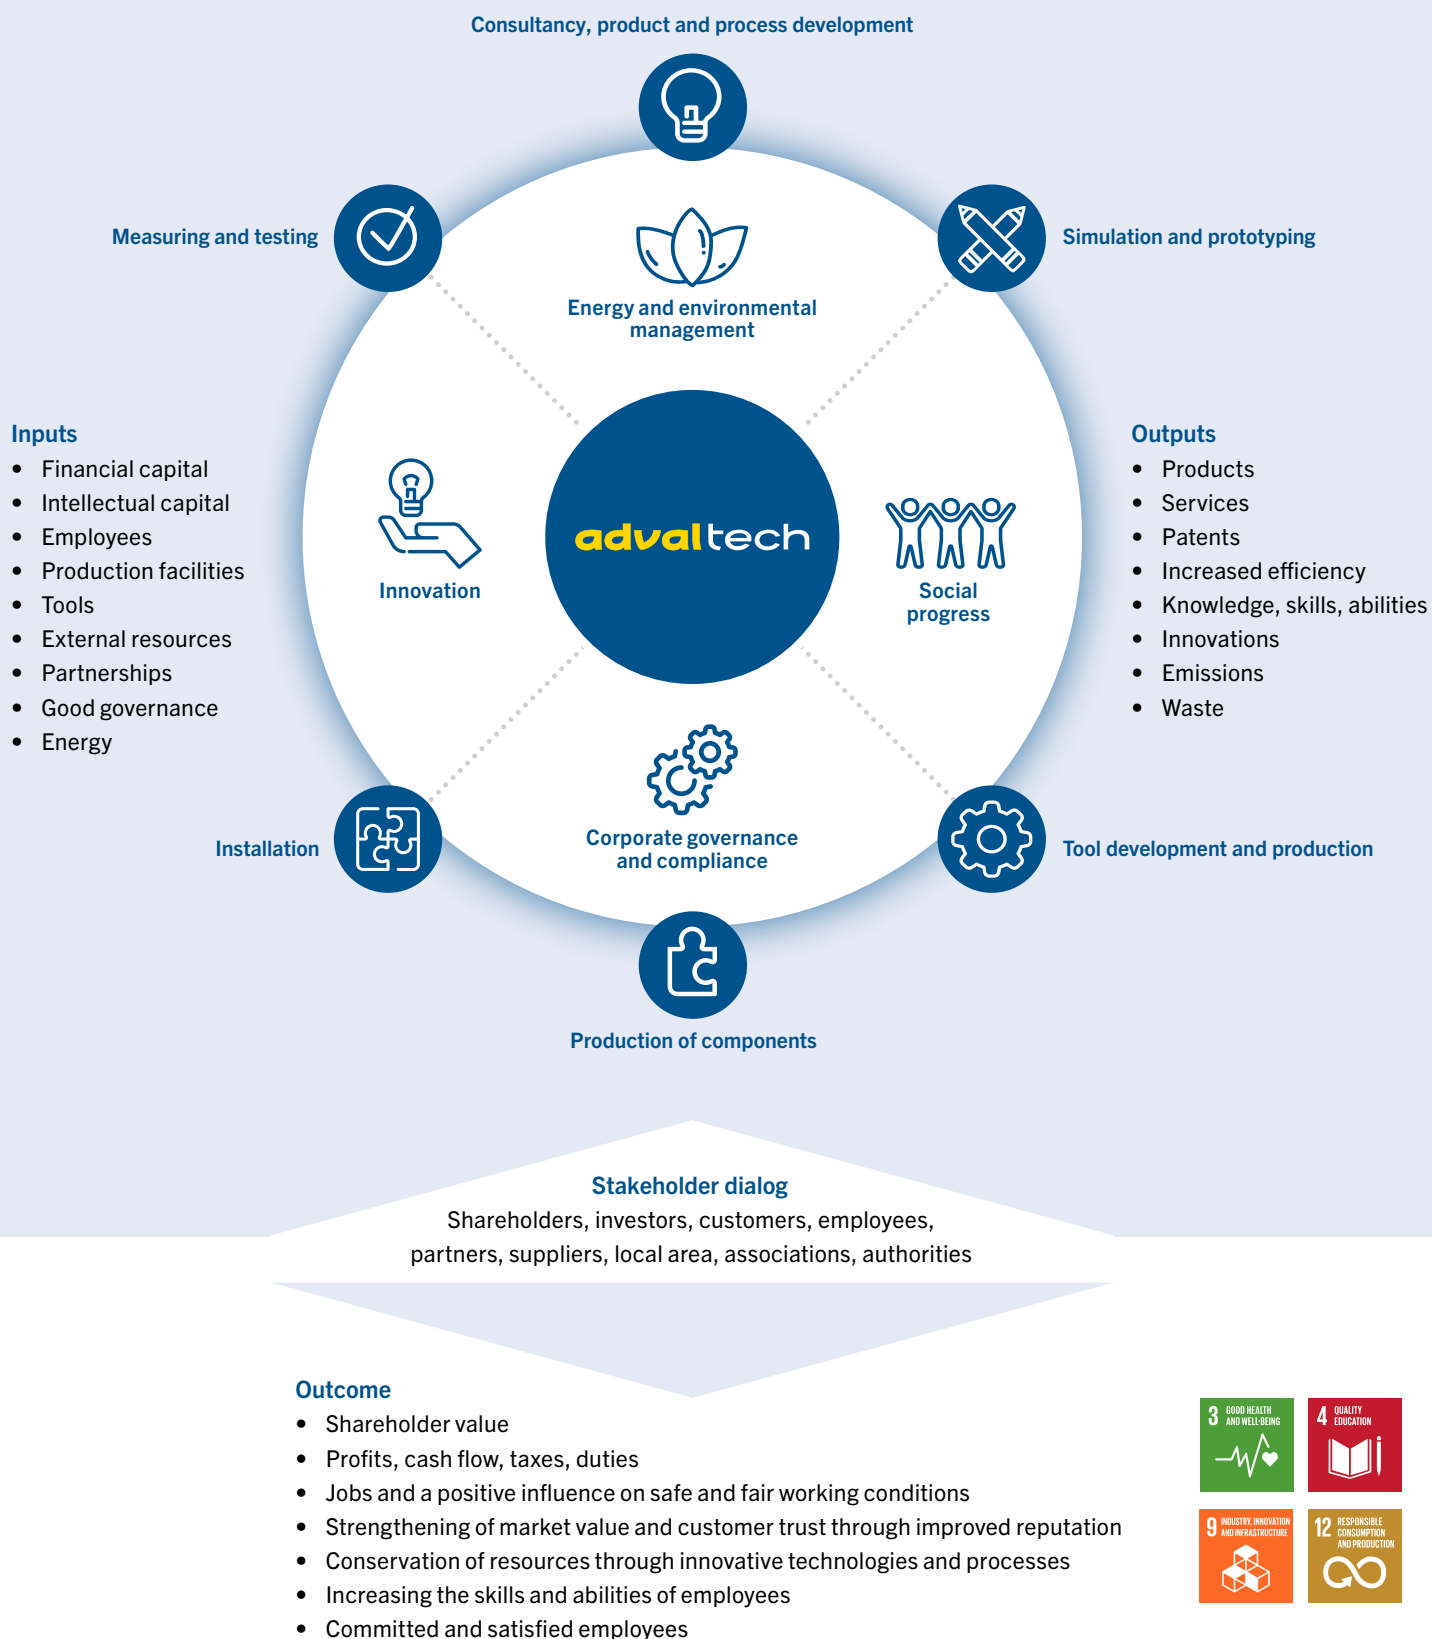 Consultancy, product and process development
Measuring and testing
Simulation and prototyping
Energy and environmental
management
Inputs
• Financial capital
• Intellectual capital
• Employees
• Production facilities
• Tools
• External resources
• Partnerships
• Good governance
• Energy
Innovation
advaltech
Social
progress
Outputs
• Products
• Services
• Patents
• Increased efficiency
• Knowledge, skills, abilities
• Innovations
• Emissions
• Waste
Corporate governance
and compliance
Installation
Tool development and production
Production of components
Stakeholder dialog
Shareholders, investors, customers, employees,
partners, suppliers, local area, associations, authorities
Outcome
• Shareholder value
• Profits, cash flow, taxes, duties
• Jobs and a positive influence on safe and fair working conditions
• Strengthening of market value and customer trust through improved reputation
• Conservation of resources through innovative technologies and processes
• Increasing the skills and abilities of employees
• Committed and satisfied employees
3 GOOD HEALTH
AND WELL-BEING
4 QUALITY
EDUCATION
9 INDUSTRY, INNOVATION
AND INFRASTRUCTURE
12 RESPONSIBLE
CONSUMPTION
AND PRODUCTION